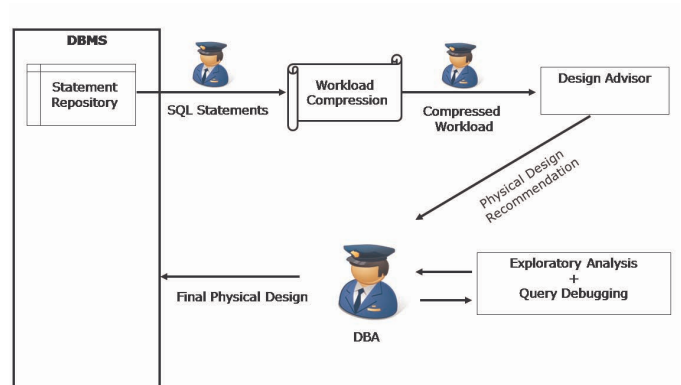 DBMS
Statement
Repository
SQL Statements
Workload
Compression
Compressed
Workload
Design Advisor
Physical Design
Recommendation
Exploratory Analysis
+
Query Debugging
Final Physical Design
DBA